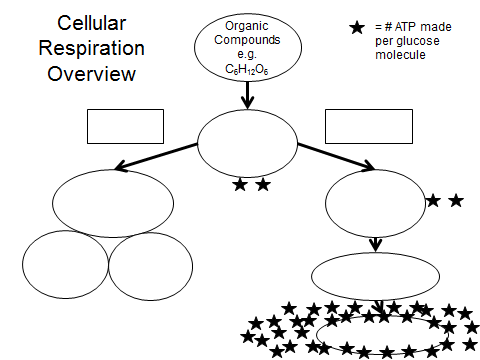 Cellular
Respiration
Overview
Organic
Compounds
e.g.
C₆H₁₂O₆
= # ATP made
per glucose
molecule